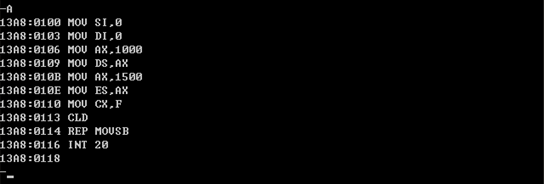 -A
13A8:0100 MOV SI,0
13A8:0103 MOV DI,0
13A8:0106 MOV AX,1000
13A8:0109 MOV DS,AX
13A8:010B MOV AX,1500
13A8:010E MOV ES,AX
13A8:0110 MOV CX,F
13A8:0113 CLD
13A8:0114 REP MOVSB
13A8:0116 INT 20
13A8:0118
-_